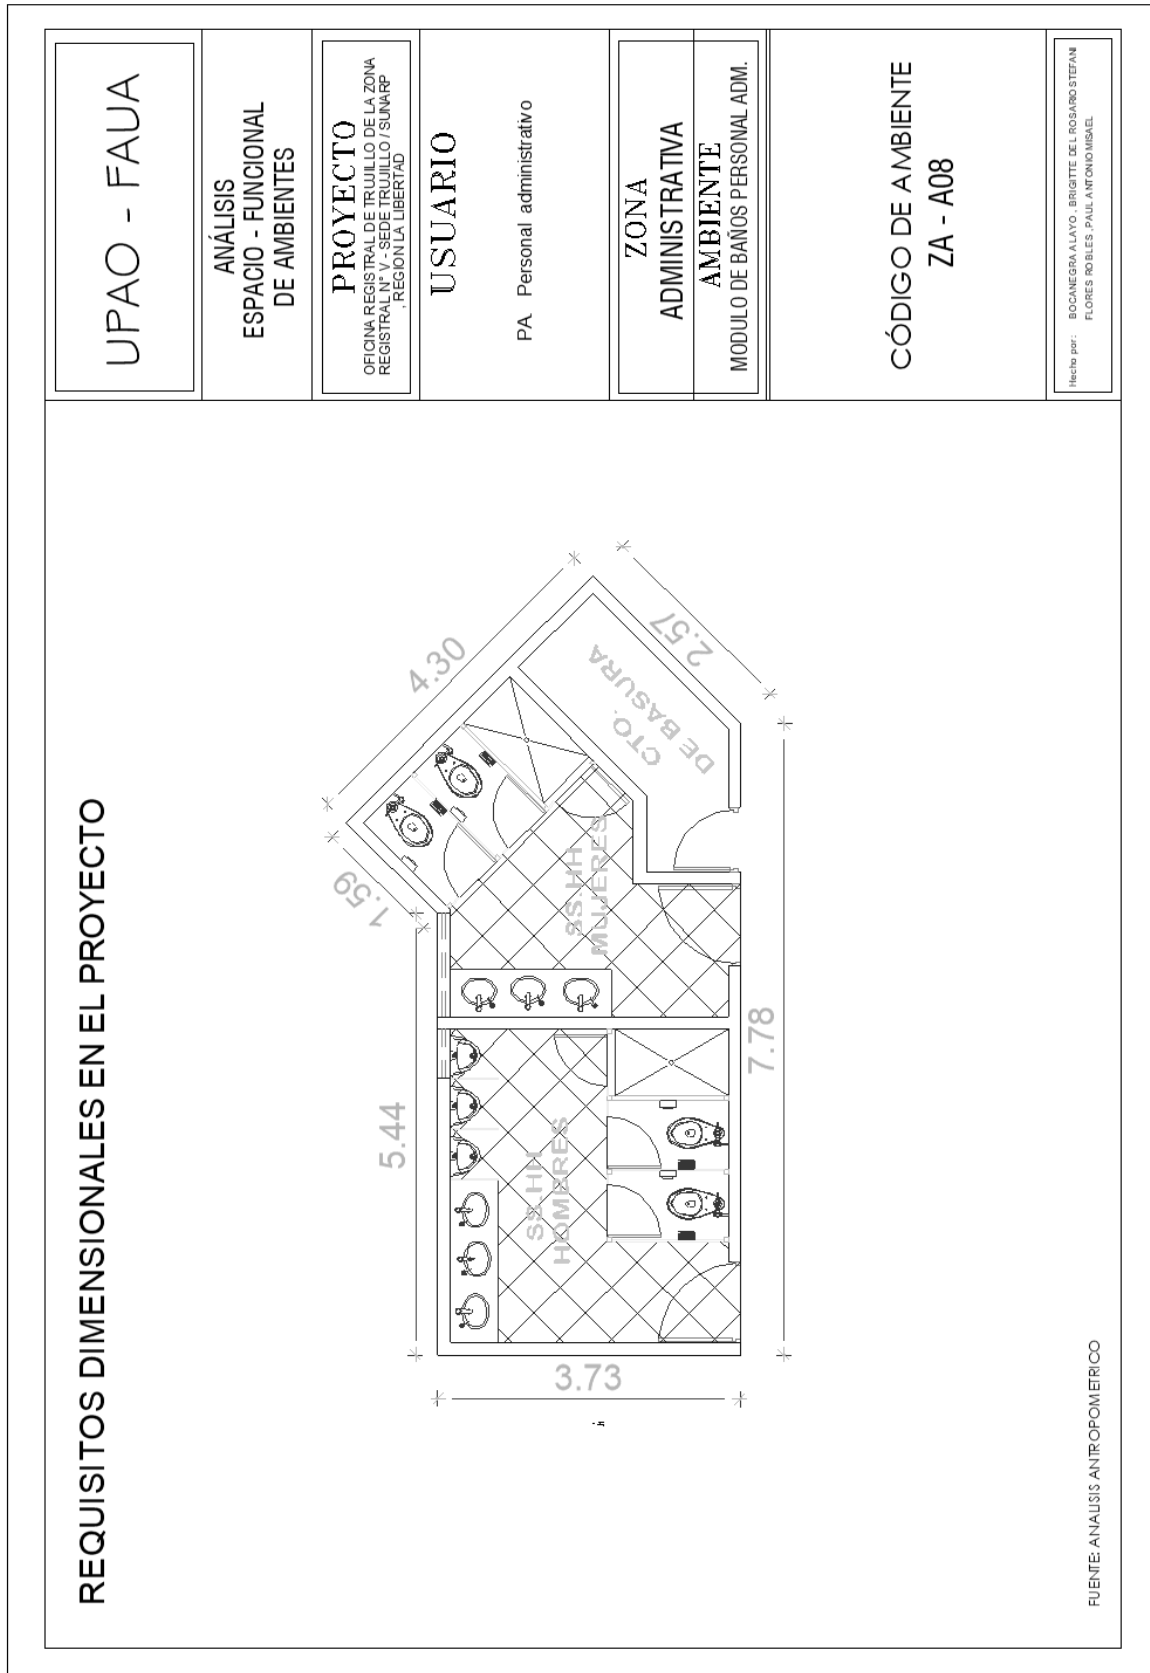 REQUISITOS DIMENSIONALES EN EL PROYECTO
5.44
1.59
4.30
2.57
7.78
3.73
SS.HH
HOMBRES
SS.HH
MUJERES
CTO.
DE BASURA
FUENTE: ANALISIS ANTROPOMETRICO
UPAO - FAUA
ANÁLISIS
ESPACIO - FUNCIONAL
DE AMBIENTES
PROYECTO
OFICINA REGISTRAL DE TRUJILLO DE LA ZONA
REGISTRAL N° V - SEDE TRUJILLO / SUNARP
, REGION LA LIBERTAD
USUARIO
PA. Personal administrativo
ZONA
ADMINISTRATIVA
AMBIENTE
MODULO DE BAÑOS PERSONAL ADM.
CÓDIGO DE AMBIENTE
ZA - A08
Hecho por: BOCANEGRA ALAYO , BRIGITTE DEL ROSARIO STEFANI
FLORES ROBLES ,PAUL ANTONIO MISAEL